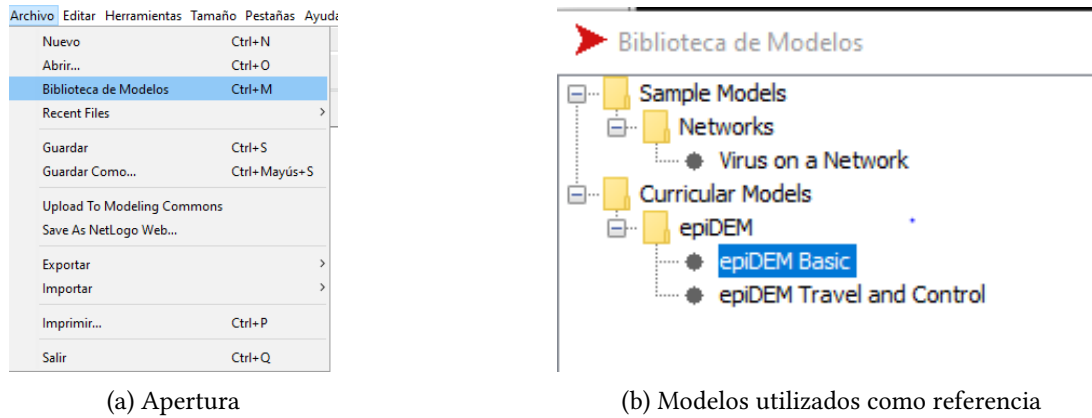 Archivo Editar Herramientas Tamaño Pestañas Ayuda
Nuevo Ctrl+N
Abrir... Ctrl+O
Biblioteca de Modelos Ctrl+M
Recent Files >
Guardar Ctrl+S
Guardar Como... Ctrl+Mayús+S
Upload To Modeling Commons
Save As NetLogo Web...
Exportar >
Importar >
Imprimir... Ctrl+P
Salir Ctrl+Q
(a) Apertura
Biblioteca de Modelos
Sample Models
Networks
Virus on a Network
Curricular Models
epiDEM
epiDEM Basic
epiDEM Travel and Control
(b) Modelos utilizados como referencia